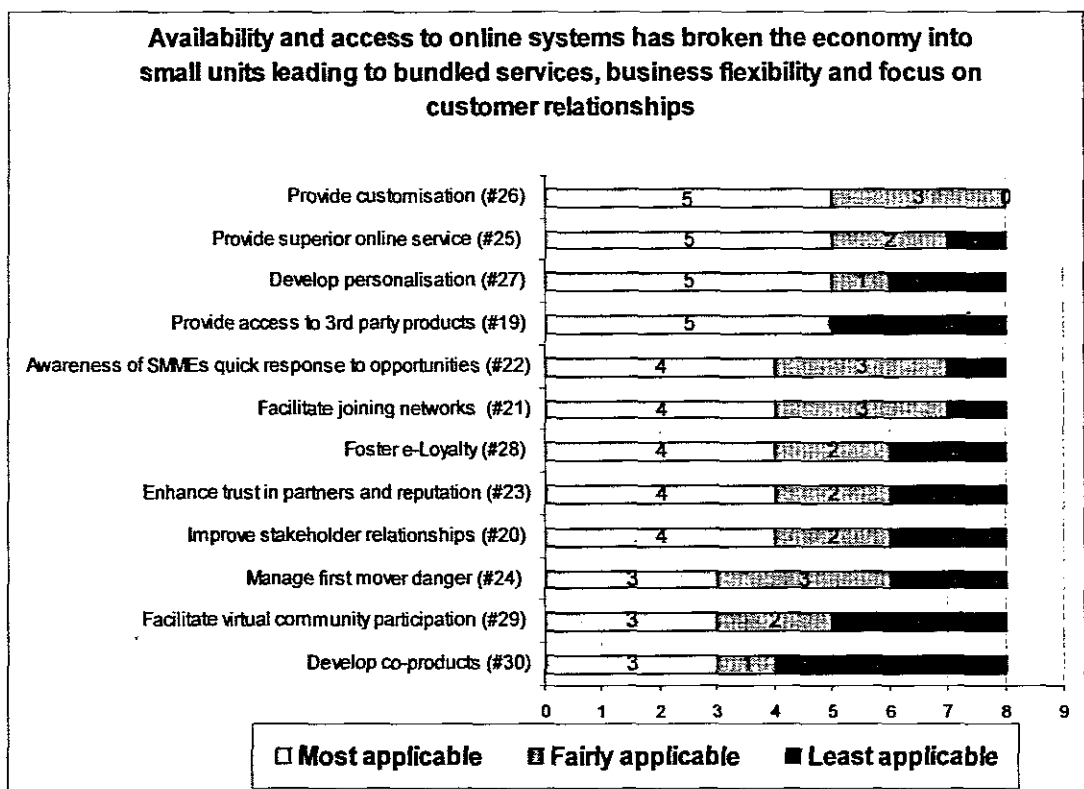 Availability and access to online systems has broken the economy into
small units leading to bundled services, business flexibility and focus on
customer relationships
Provide customisation (#26) 5 3 0
Provide superior online service (#25) 5 2
Develop personalisation (#27) 5 1
Provide access to 3rd party products (#19) 5
Awareness of SMMEs quick response to opportunities (#22) 4 3
Facilitate joining networks (#21) 4 3
Foster e-Loyalty (#28) 4 2
Enhance trust in partners and reputation (#23) 4 2
Improve stakeholder relationships (#20) 4 2
Manage first mover danger (#24) 3 3
Facilitate virtual community participation (#29) 3 2
Develop co-products (#30) 3 1
0 1 2 3 4 5 6 7 8 9
Most applicable Fairly applicable Least applicable